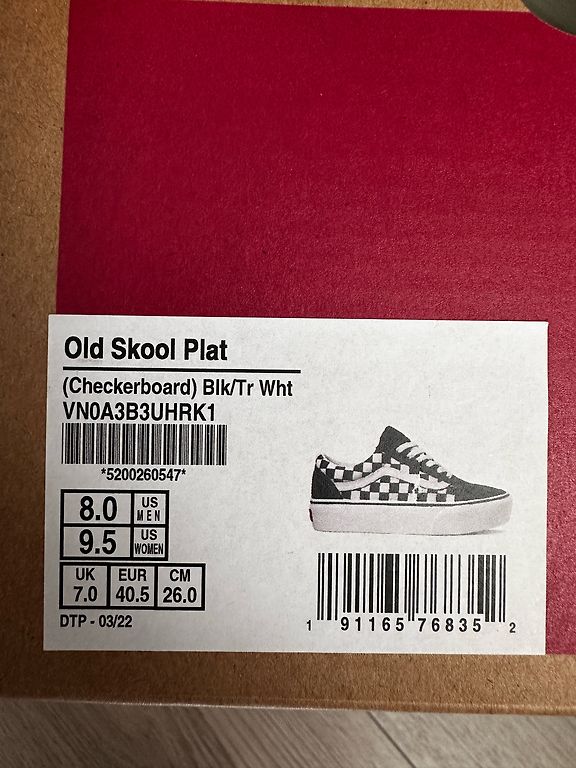 Old Skool Plat
(Checkerboard) Blk/Tr Wht
VN0A3B3UHRK1
*5200260547*
8.0 US MEN
9.5 US WOMEN
UK EUR CM
7.0 40.5 26.0
DTP - 03/22
1 91165 76835 2